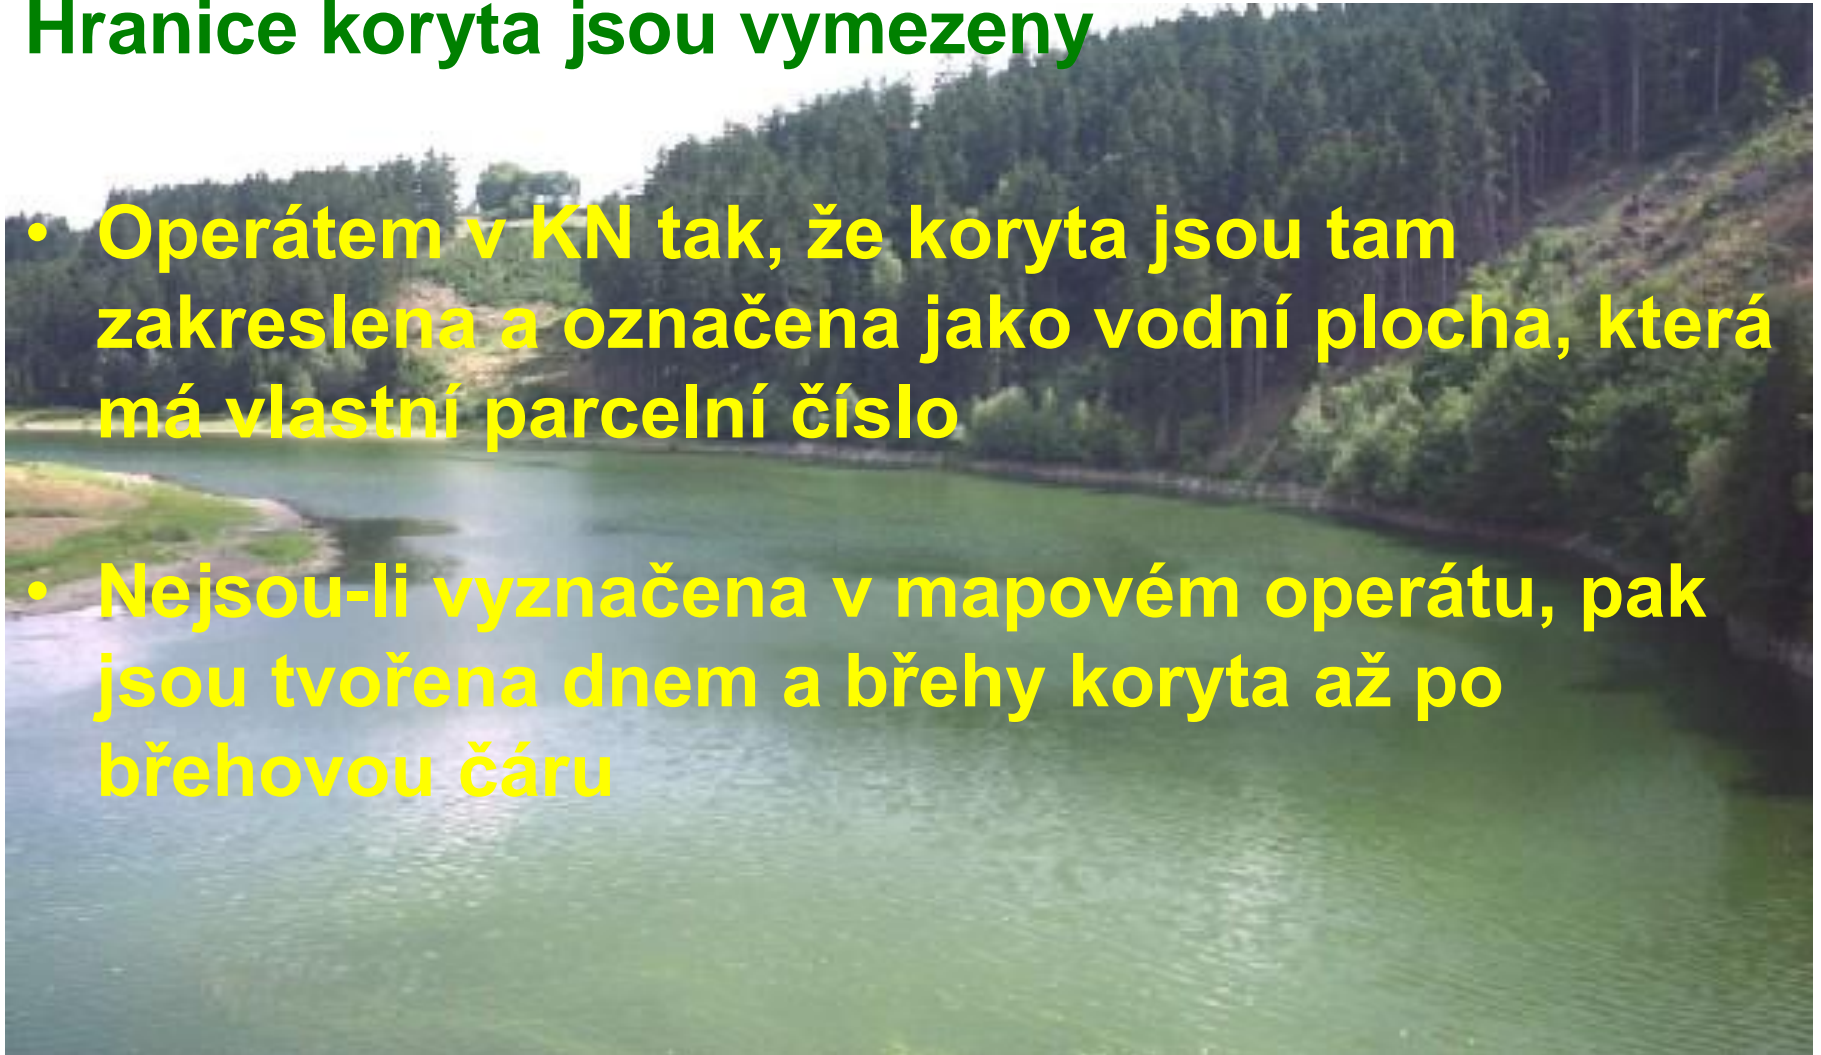 Hranice koryta jsou vymezeny
• Operátem v KN tak, že koryta jsou tam
zakreslena a označena jako vodní plocha, která
má vlastní parcelní číslo
• Nejsou-li vyznačena v mapovém operátu, pak
jsou tvořena dnem a břehy koryta až po
břehovou čáru